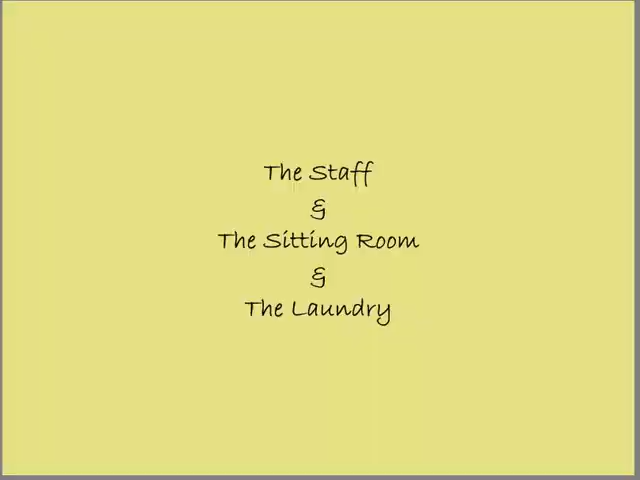 The Staff
&
The Sitting Room
&
The Laundry